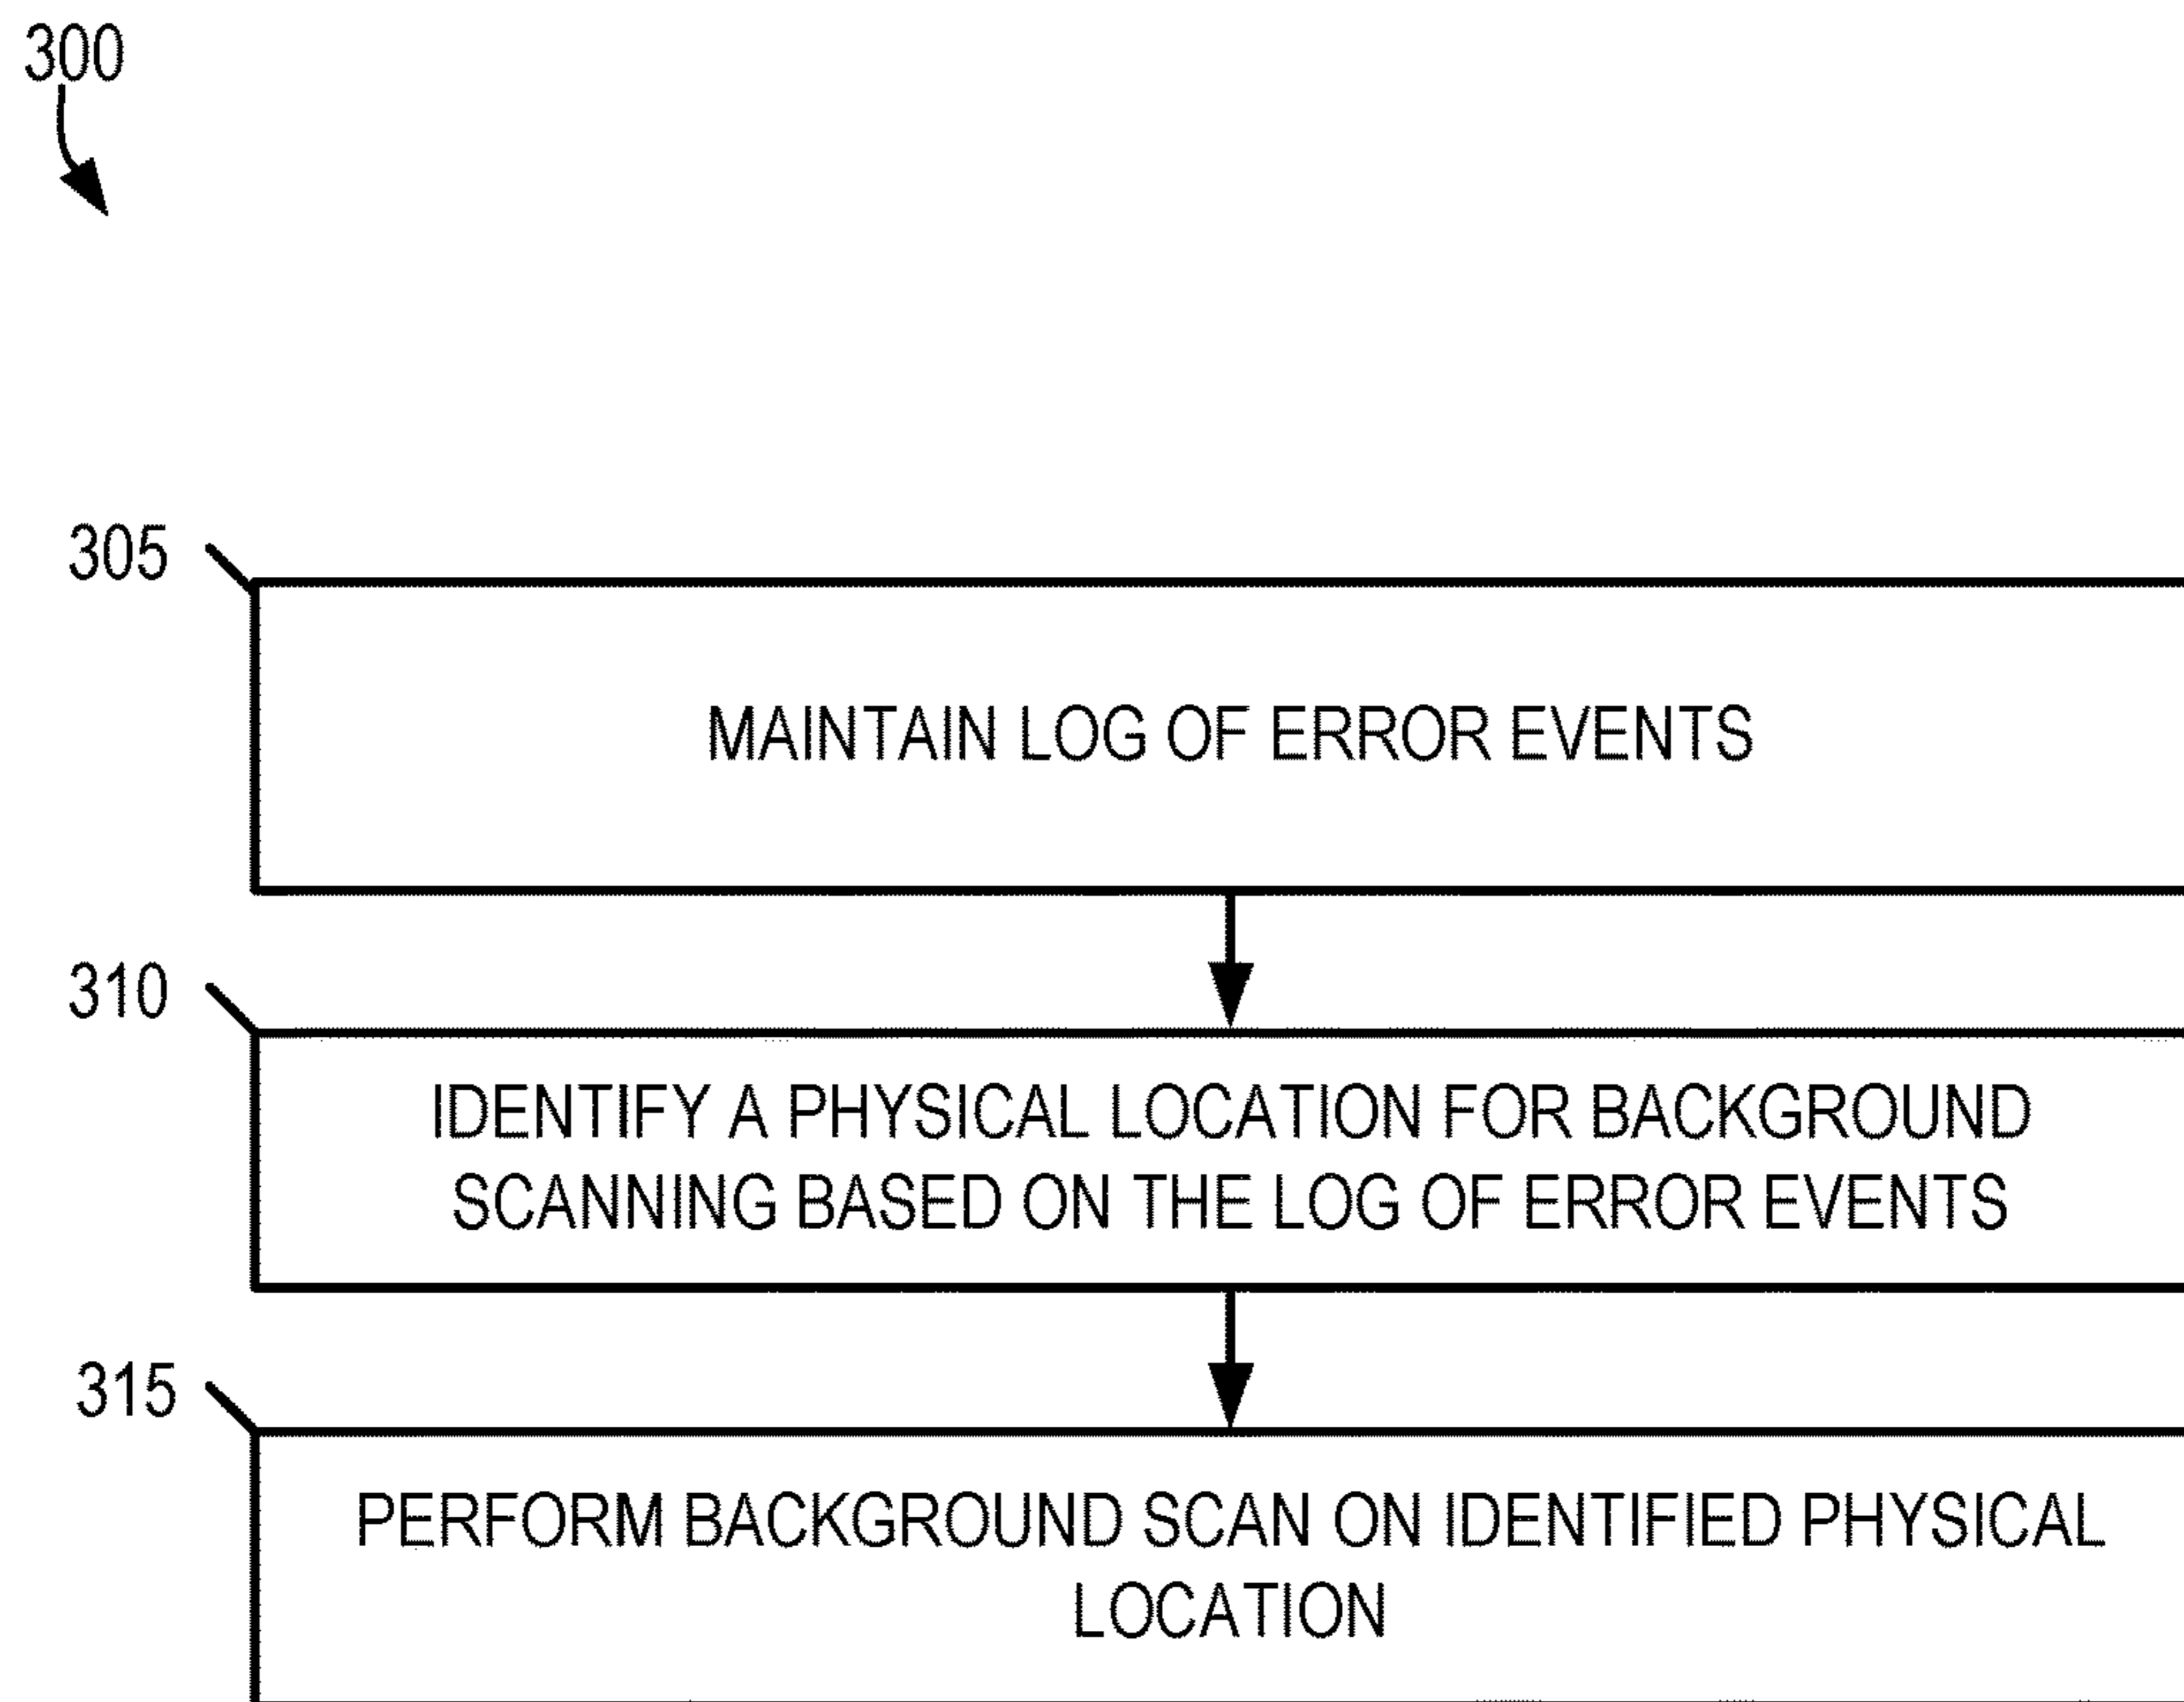 300
305
MAINTAIN LOG OF ERROR EVENTS
310
IDENTIFY A PHYSICAL LOCATION FOR BACKGROUND
SCANNING BASED ON THE LOG OF ERROR EVENTS
315
PERFORM BACKGROUND SCAN ON IDENTIFIED PHYSICAL
LOCATION